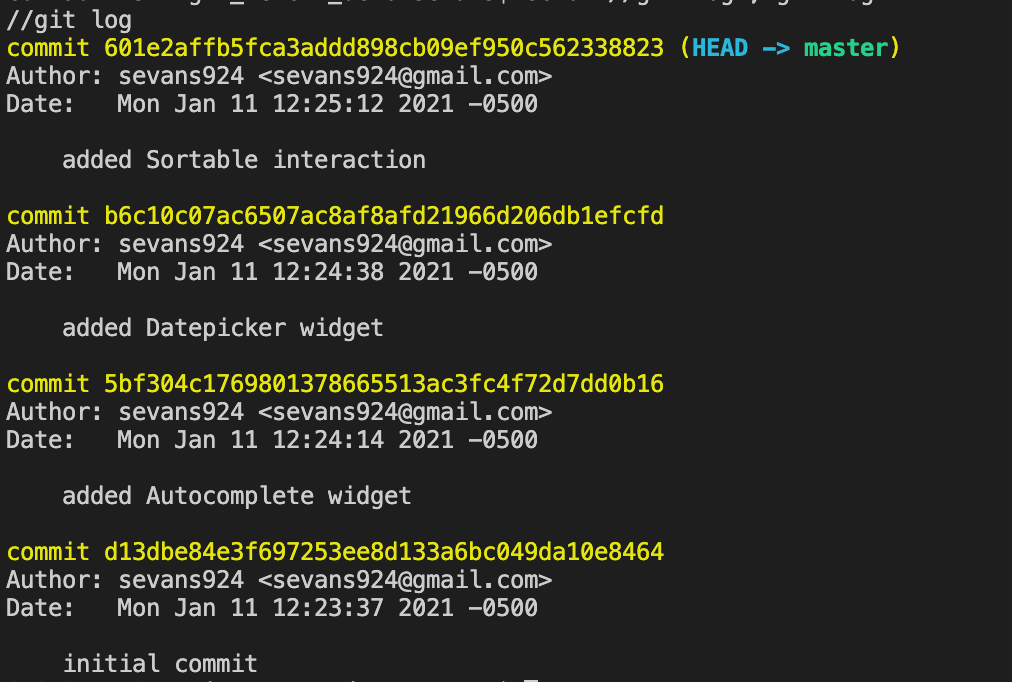 //git log
commit 601e2affb5fca3addd898cb09ef950c562338823 (HEAD -> master)
Author: sevans924 <sevans924@gmail.com>
Date:   Mon Jan 11 12:25:12 2021 -0500
added Sortable interaction
commit b6c10c07ac6507ac8af8afd21966d206db1efcfd
Author: sevans924 <sevans924@gmail.com>
Date:   Mon Jan 11 12:24:38 2021 -0500
added Datepicker widget
commit 5bf304c1769801378665513ac3fc4f72d7dd0b16
Author: sevans924 <sevans924@gmail.com>
Date:   Mon Jan 11 12:24:14 2021 -0500
added Autocomplete widget
commit d13dbe84e3f697253ee8d133a6bc049da10e8464
Author: sevans924 <sevans924@gmail.com>
Date:   Mon Jan 11 12:23:37 2021 -0500
initial commit